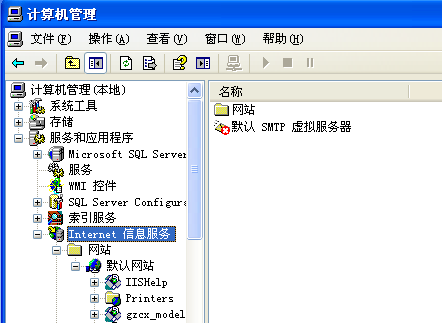 计算机管理
文件(F) 操作(A) 查看(V) 窗口(W) 帮助(H)
计算机管理(本地)
系统工具
存储
服务和应用程序
Microsoft SQL Server
服务
WMI 控件
SQL Server Configura
索引服务
Internet 信息服务
网站
默认网站
IISHelp
Printers
gzcx_model
名称
网站
默认 SMTP 虚拟服务器